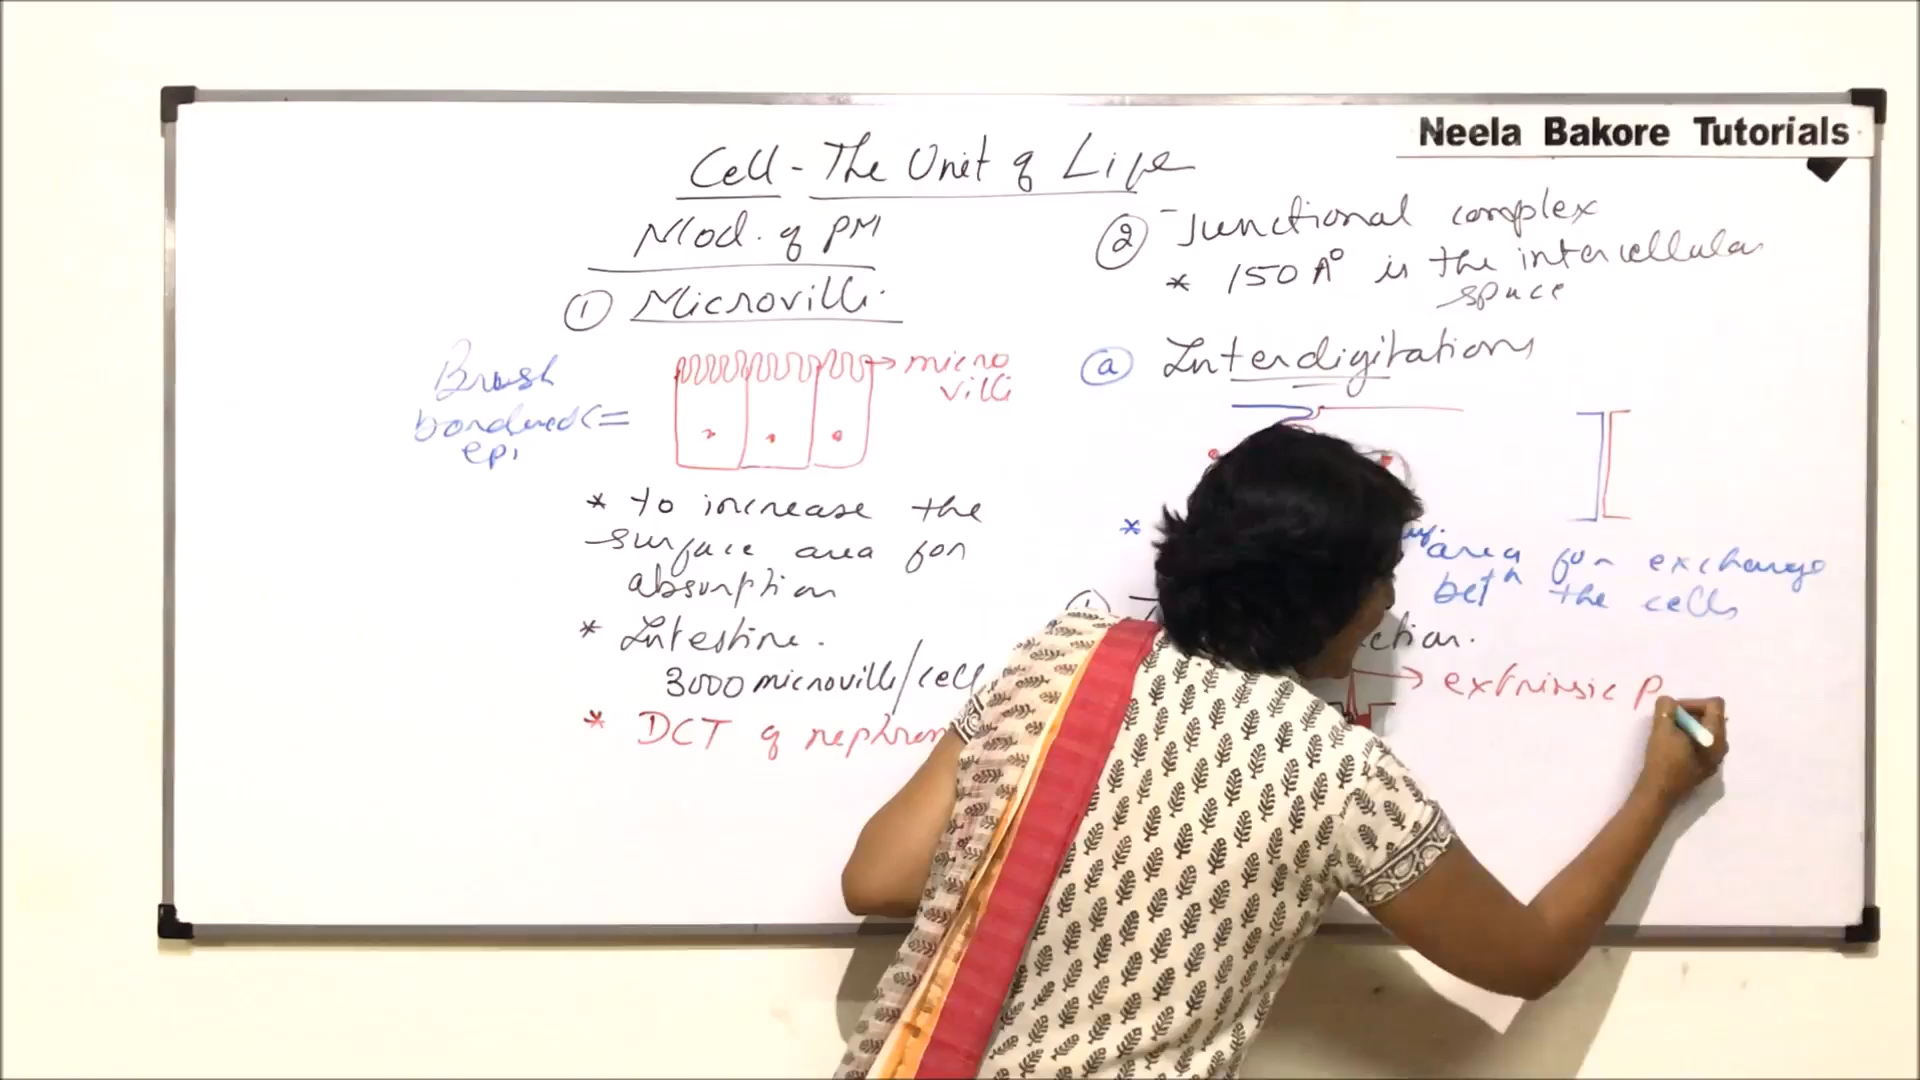 Neela Bakore Tutorials
Cell - The Unit of Life
Mod. of PM
① Microvilli
micro
villi
Brush
bordered
epi
* to increase the
surface area for
absorption
* Intestine.
3000 microvilli/cell
* DCT of nephron
② Junctional complex
* 150 A° is the intercellular
space
ⓐ Interdigitations
*
area for exchange
betn the cells
extrinsic P